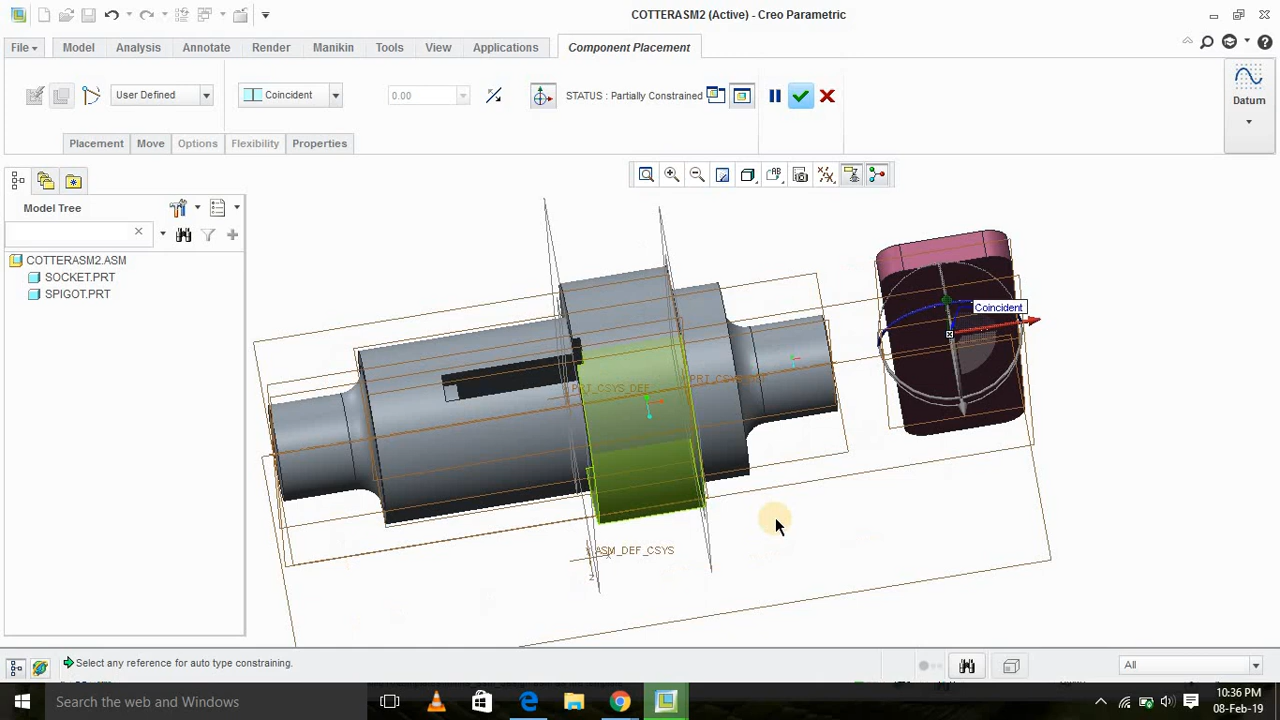 COTTERASM2 (Active) - Creo Parametric
File
Model
Analysis
Annotate
Render
Manikin
Tools
View
Applications
Component Placement
User Defined
Coincident
0.00
STATUS : Partially Constrained
Datum
Placement
Move
Options
Flexibility
Properties
Model Tree
COTTERASM2.ASM
SOCKET.PRT
SPIGOT.PRT
Coincident
PRT_CSYS_DEF
ASM_DEF_CSYS
Select any reference for auto type constraining.
All
Search the web and Windows
10:36 PM
08-Feb-19